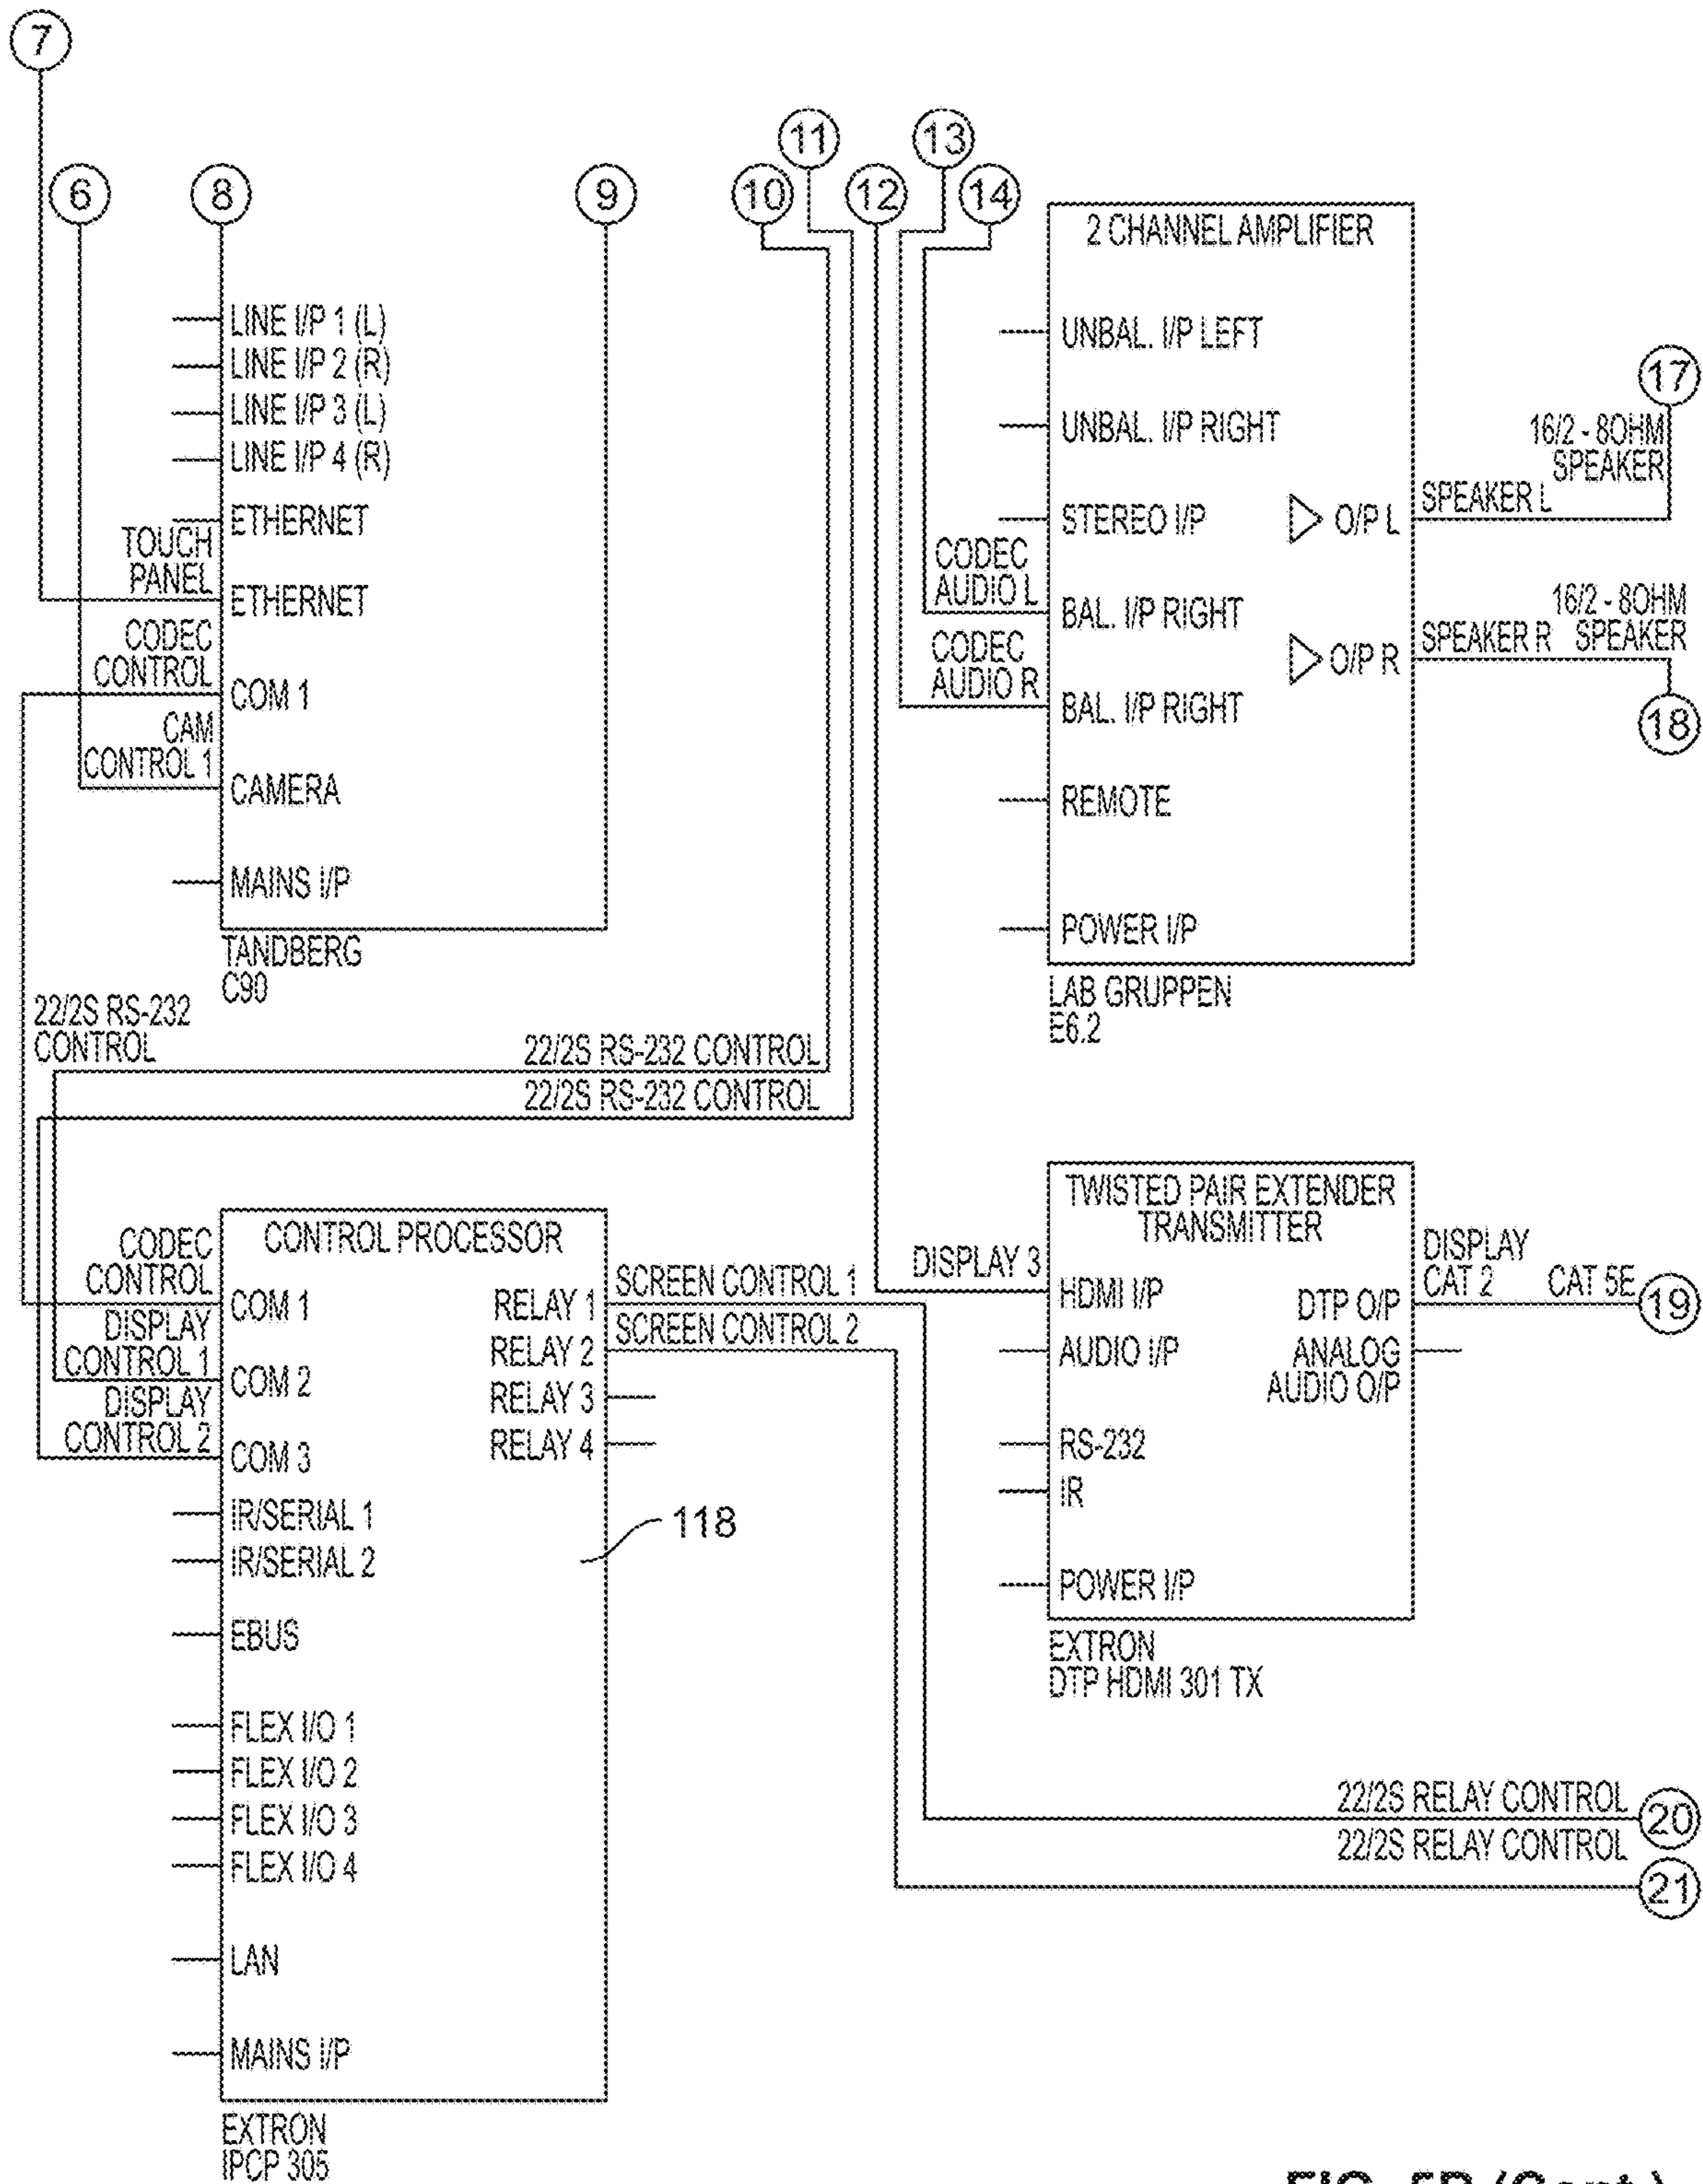 7
11
13
6
8
9
10
12
14
LINE I/P 1 (L)
LINE I/P 2 (R)
LINE I/P 3 (L)
LINE I/P 4 (R)
ETHERNET
TOUCH
PANEL
ETHERNET
CODEC
CONTROL
COM 1
CAM
CONTROL 1
CAMERA
MAINS I/P
TANDBERG
C90
22/2S RS-232
CONTROL
22/2S RS-232 CONTROL
22/2S RS-232 CONTROL
2 CHANNEL AMPLIFIER
UNBAL. I/P LEFT
UNBAL. I/P RIGHT
STEREO I/P
O/P L
CODEC
AUDIO L
BAL. I/P RIGHT
CODEC
AUDIO R
BAL. I/P RIGHT
O/P R
REMOTE
POWER I/P
LAB GRUPPEN
E6.2
17
16/2 - 8OHM
SPEAKER
SPEAKER L
16/2 - 8OHM
SPEAKER
SPEAKER R
18
CONTROL PROCESSOR
CODEC
CONTROL
COM 1
DISPLAY
CONTROL 1
COM 2
DISPLAY
CONTROL 2
COM 3
IR/SERIAL 1
IR/SERIAL 2
EBUS
FLEX I/O 1
FLEX I/O 2
FLEX I/O 3
FLEX I/O 4
LAN
MAINS I/P
RELAY 1
RELAY 2
RELAY 3
RELAY 4
SCREEN CONTROL 1
SCREEN CONTROL 2
118
EXTRON
IPCP 305
TWISTED PAIR EXTENDER
TRANSMITTER
DISPLAY 3
HDMI I/P
AUDIO I/P
RS-232
IR
POWER I/P
DTP O/P
ANALOG
AUDIO O/P
DISPLAY
CAT 2
CAT 5E
19
EXTRON
DTP HDMI 301 TX
22/2S RELAY CONTROL
20
22/2S RELAY CONTROL
21
FIG. 5B (Cont.)